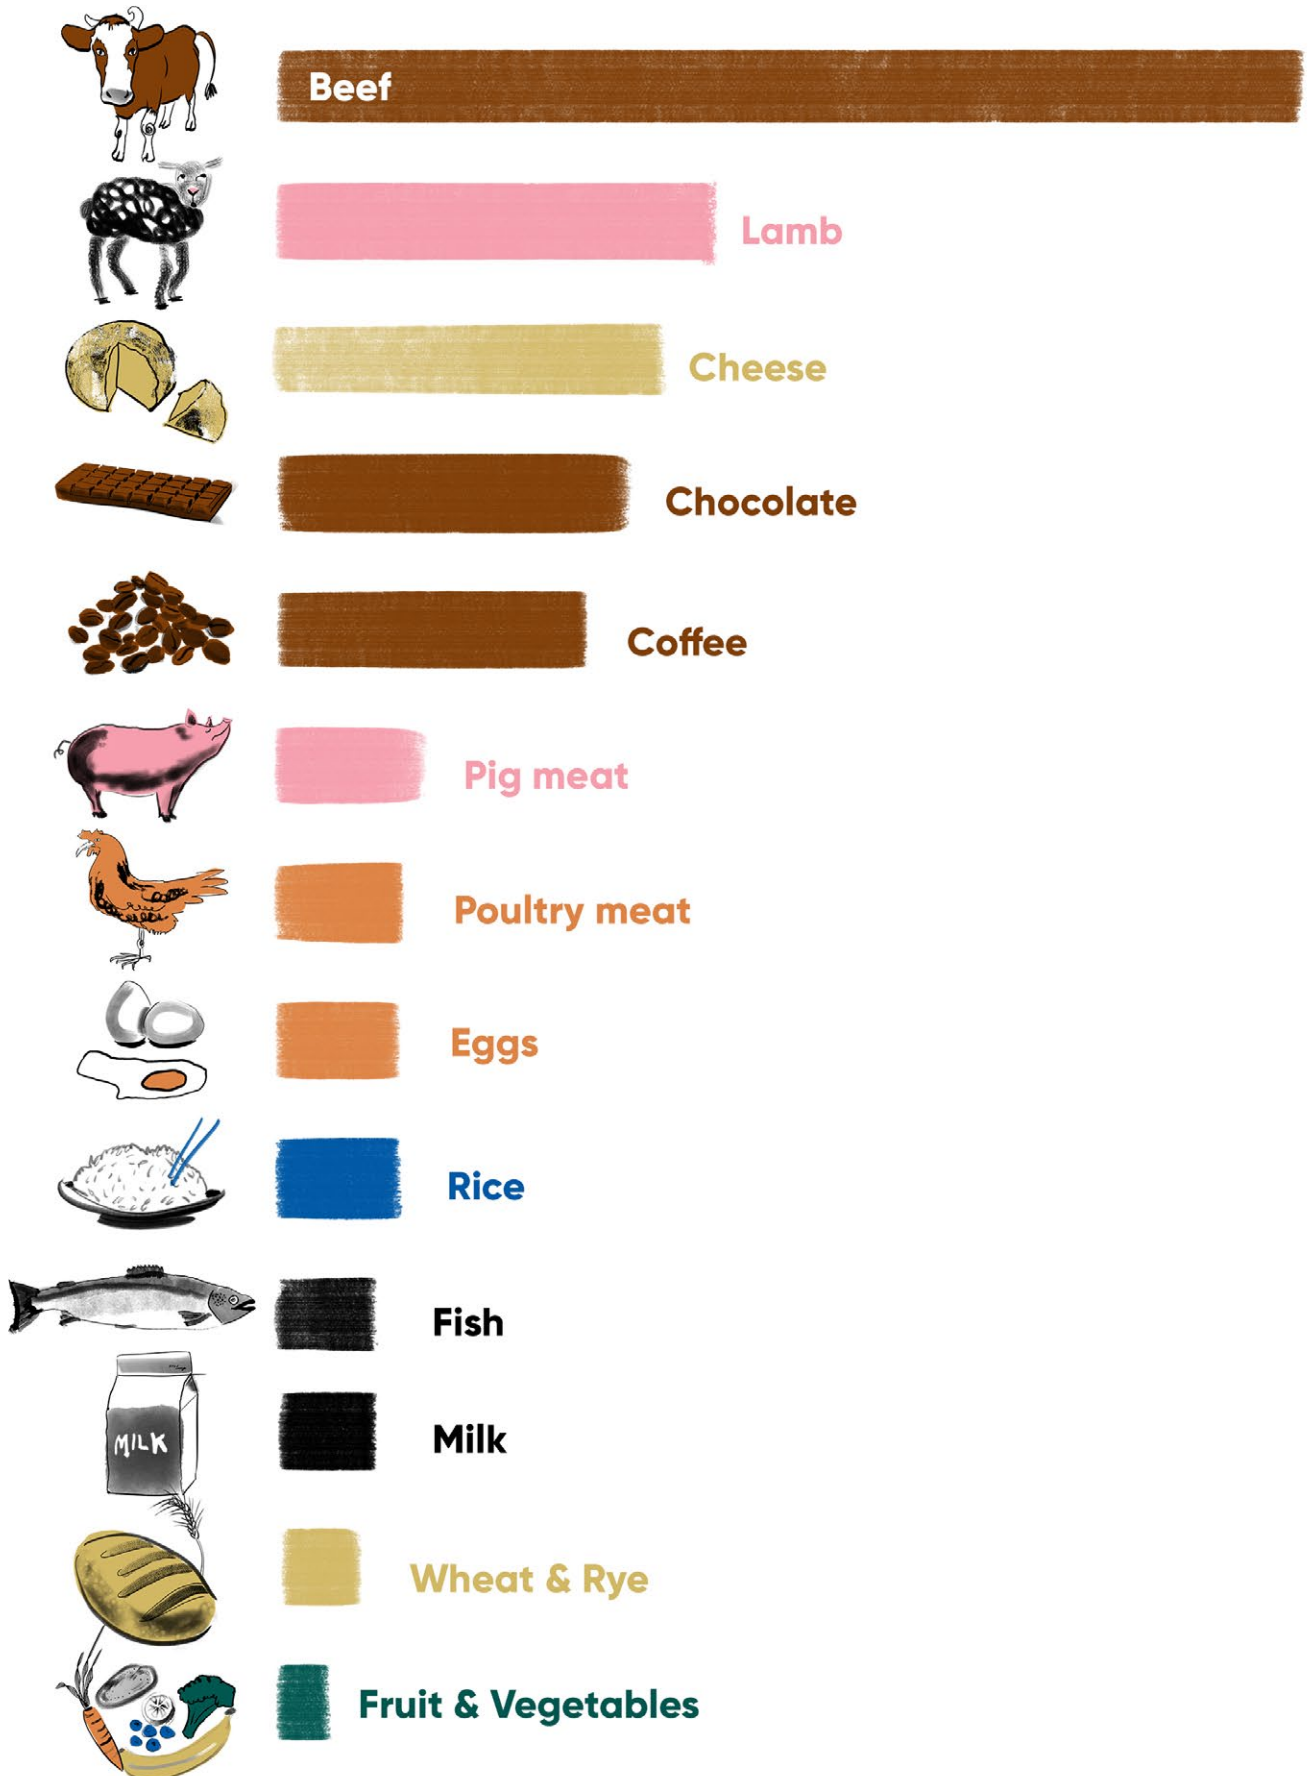 Beef
Lamb
Cheese
Chocolate
Coffee
Pig meat
Poultry meat
Eggs
Rice
Fish
MILK
Milk
Wheat & Rye
Fruit & Vegetables